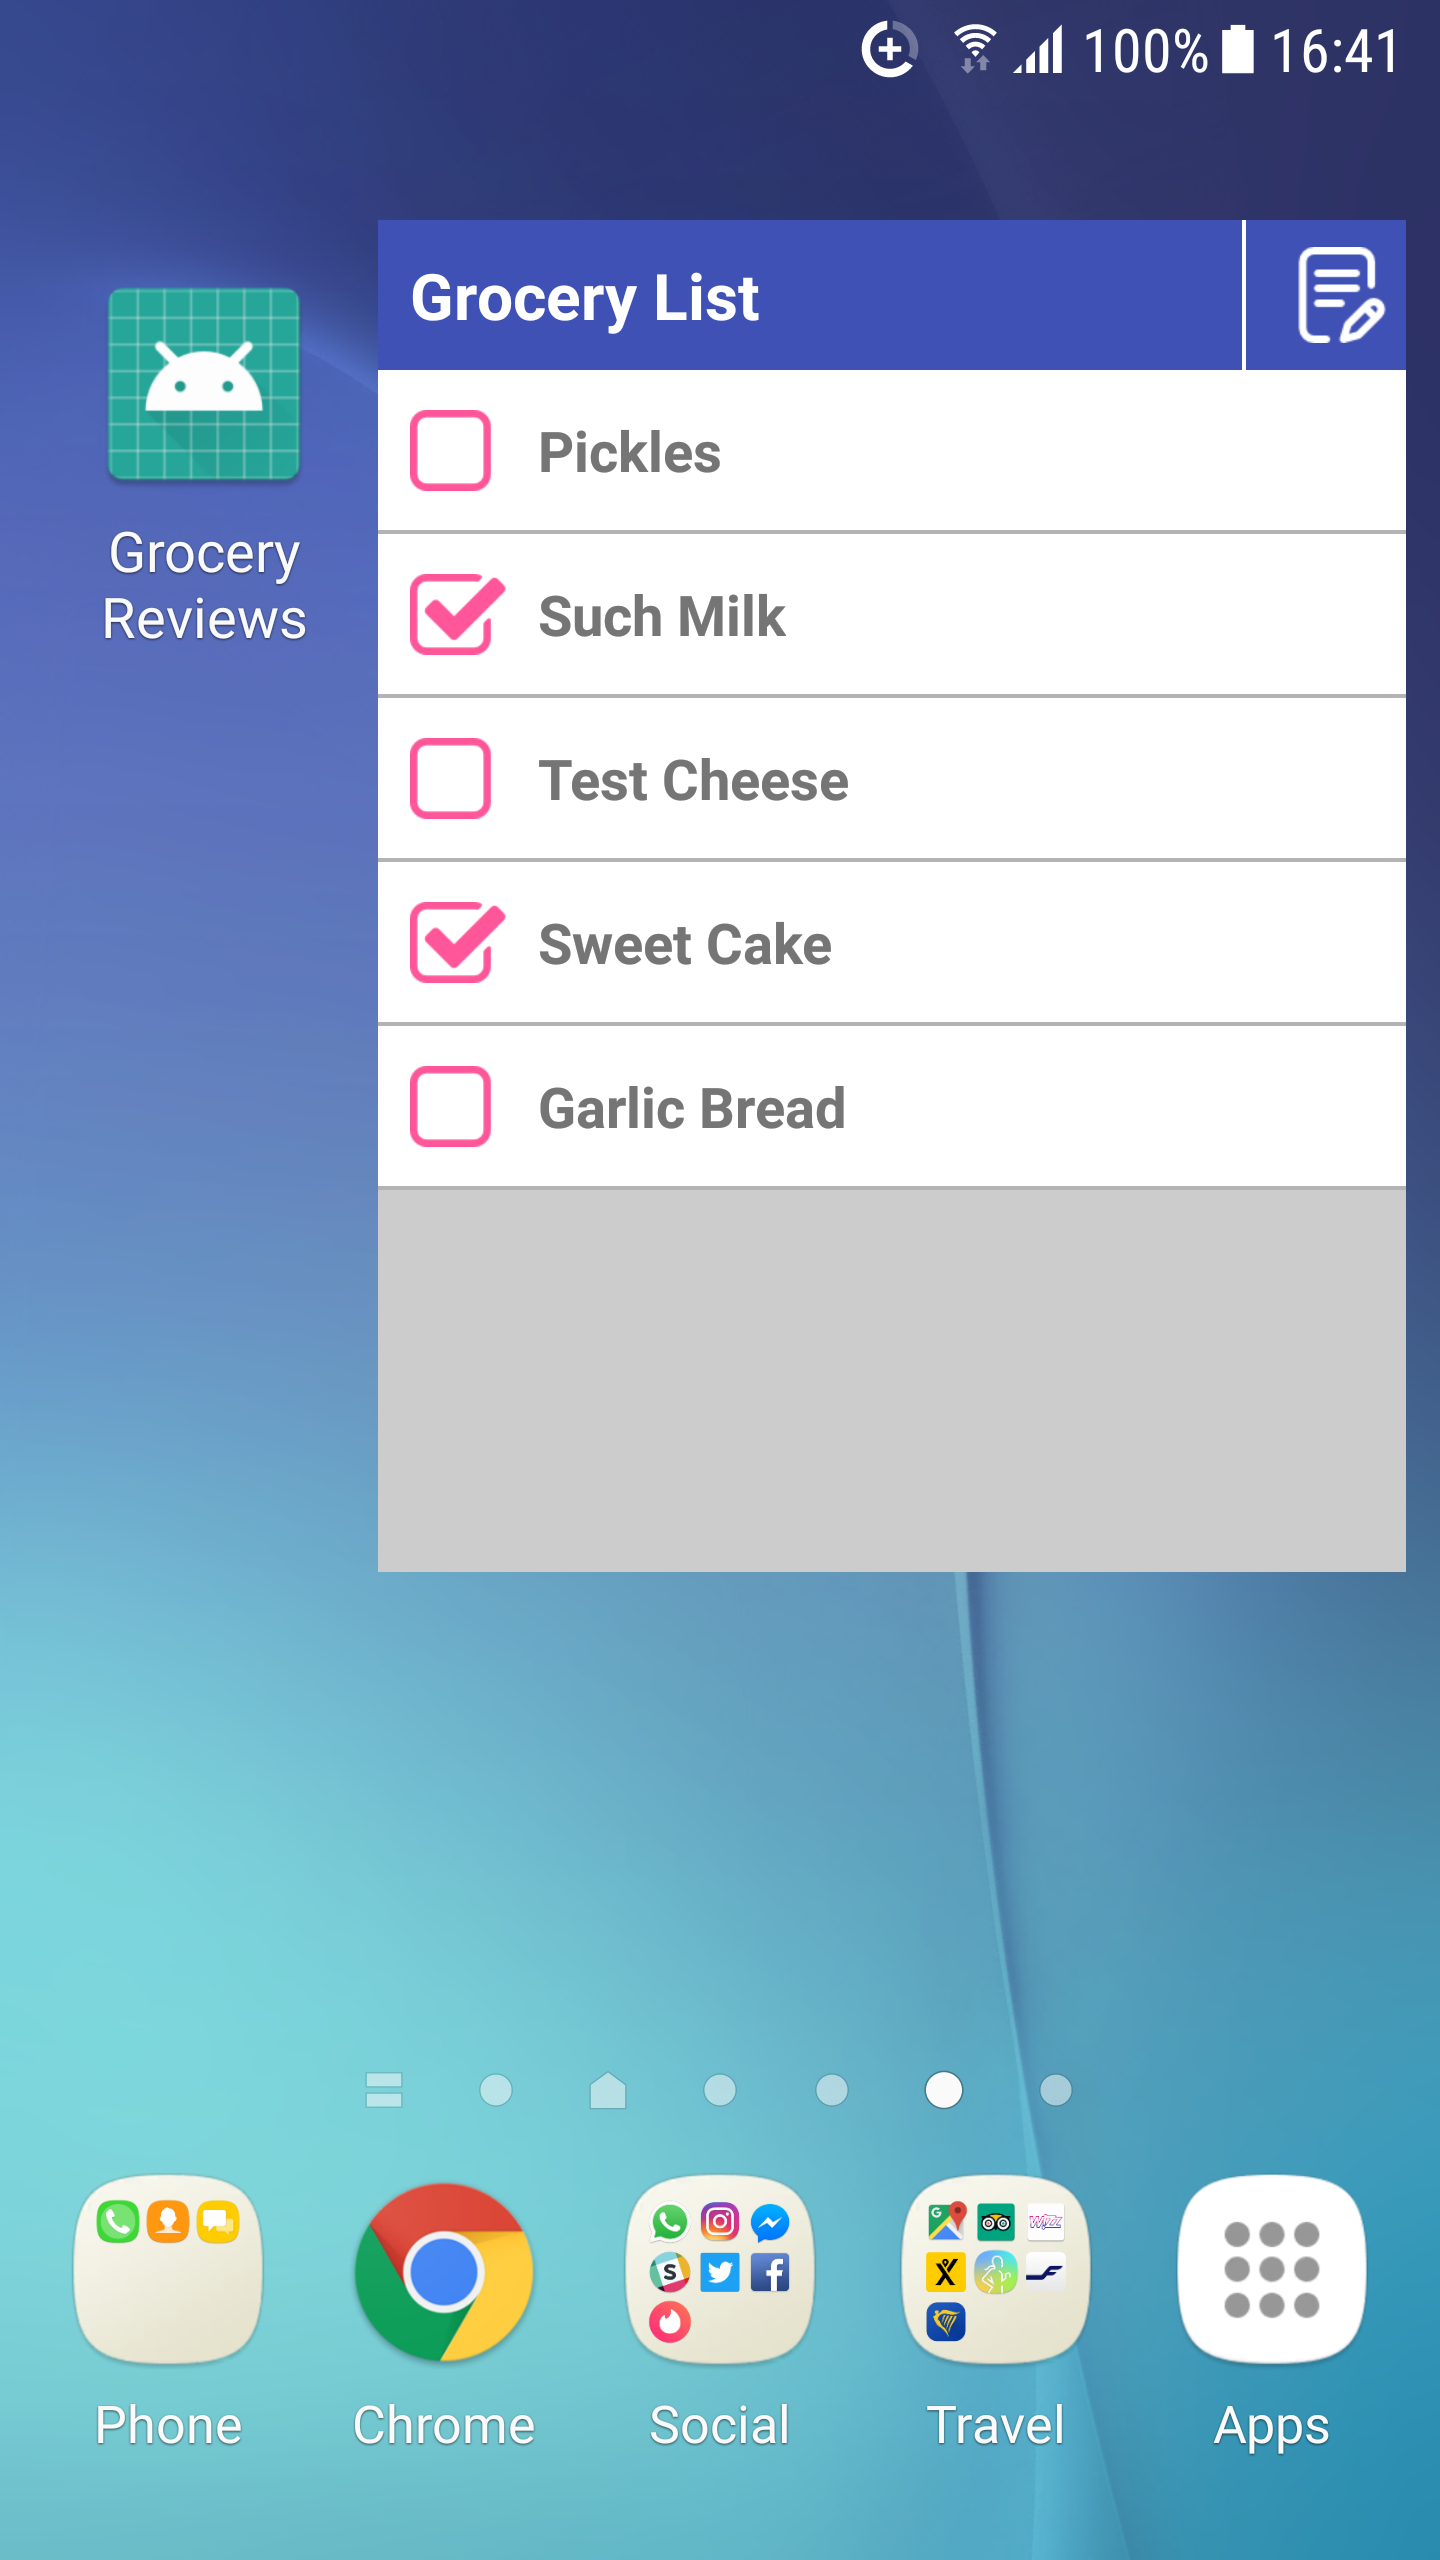 100% 16:41
Grocery List
Pickles
Such Milk
Test Cheese
Sweet Cake
Garlic Bread
Grocery
Reviews
Phone
Chrome
Social
Travel
Apps